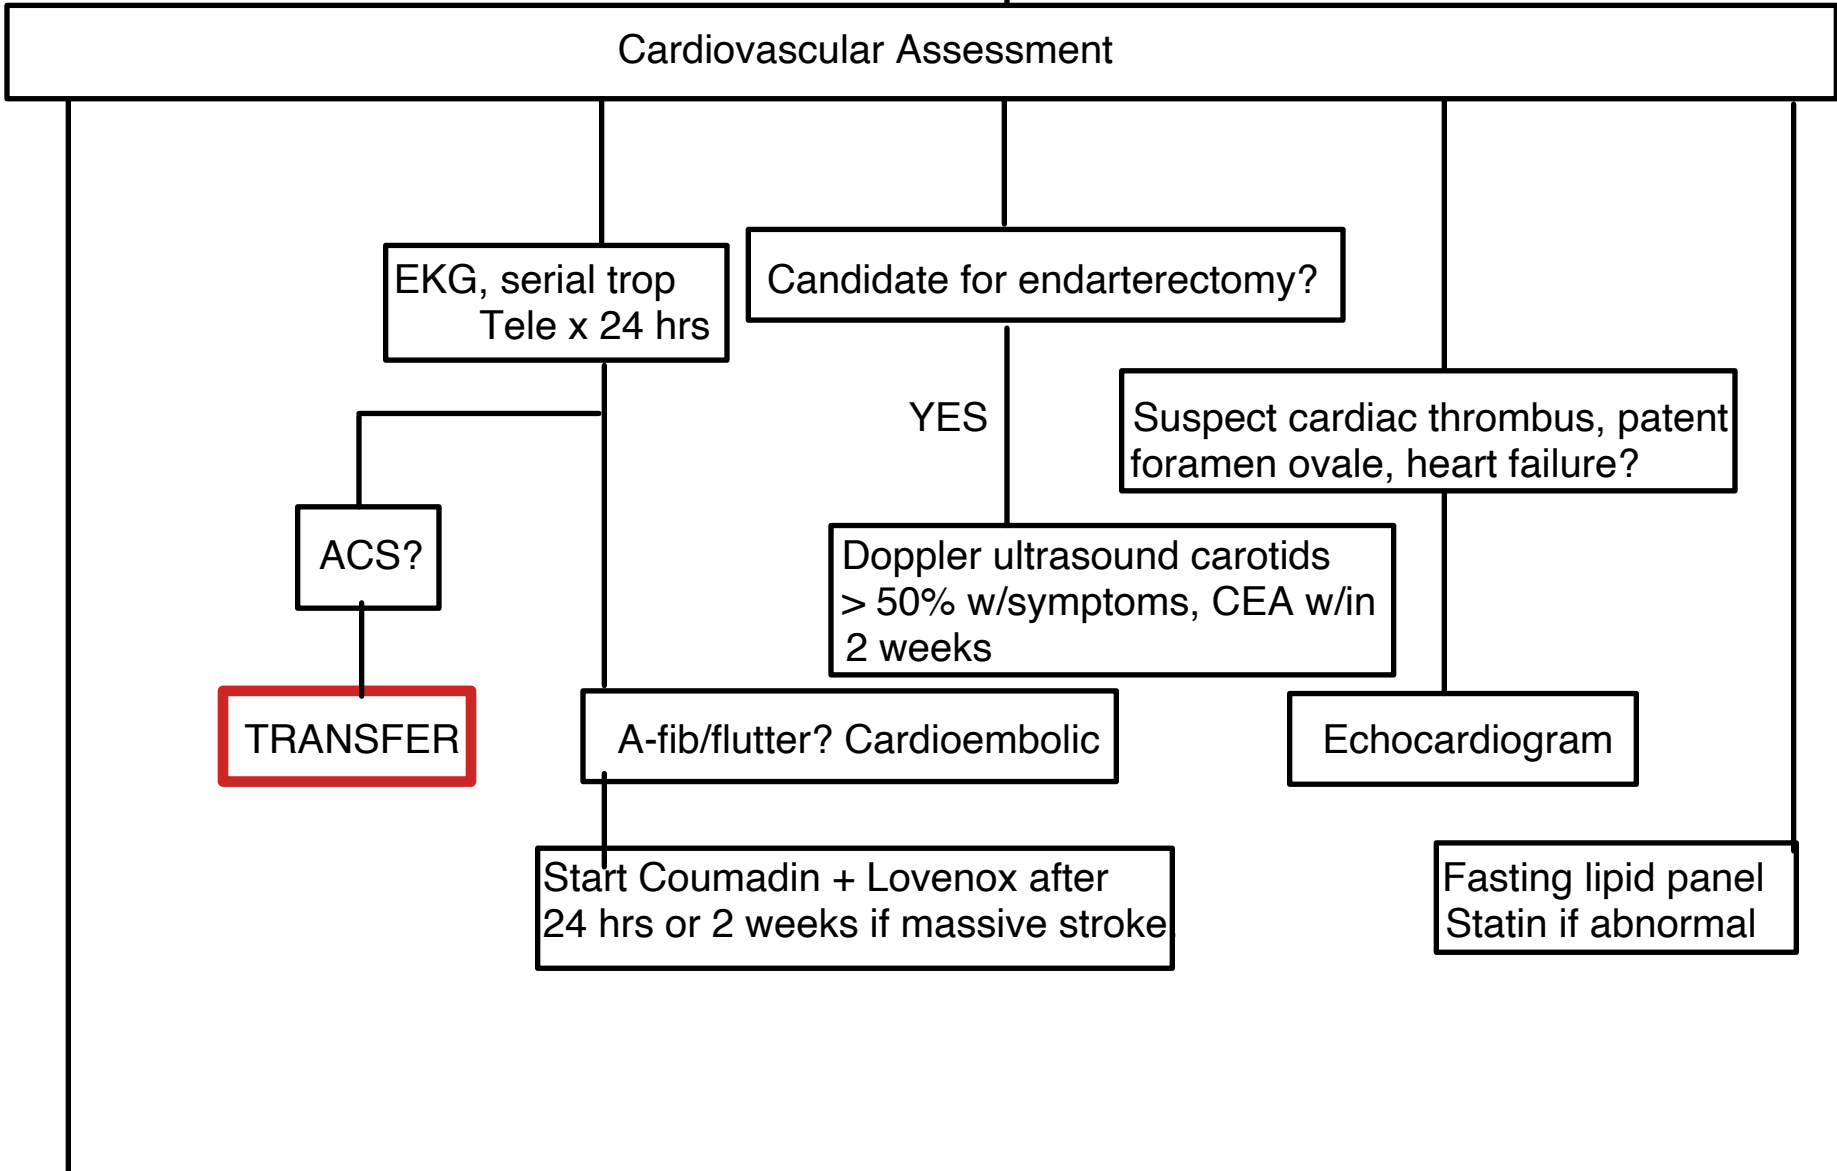 Cardiovascular Assessment
EKG, serial trop
Tele x 24 hrs
Candidate for endarterectomy?
YES
Suspect cardiac thrombus, patent
foramen ovale, heart failure?
ACS?
Doppler ultrasound carotids
> 50% w/symptoms, CEA w/in
2 weeks
TRANSFER
A-fib/flutter? Cardioembolic
Echocardiogram
Start Coumadin + Lovenox after
24 hrs or 2 weeks if massive stroke
Fasting lipid panel
Statin if abnormal